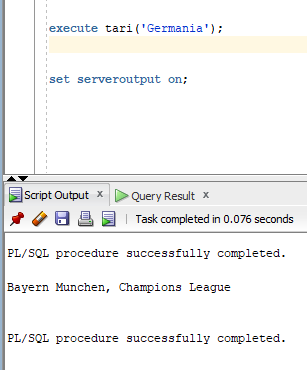 execute tari('Germania');
set serveroutput on;
Script Output x
Query Result x
Task completed in 0.076 seconds
PL/SQL procedure successfully completed.
Bayern Munchen, Champions League
PL/SQL procedure successfully completed.